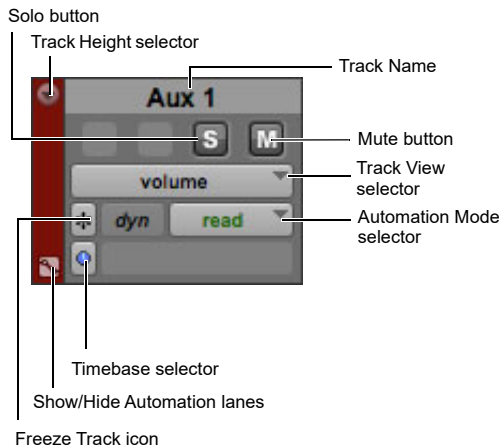 Solo button
Track Height selector
Track Name
Aux 1
S M
Mute button
volume
Track View
selector
dyn read
Automation Mode
selector
Timebase selector
Show/Hide Automation lanes
Freeze Track icon